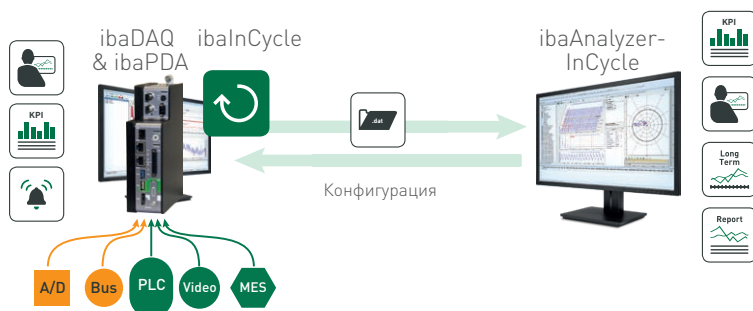 ibaDAQ
& ibaPDA
ibaInCycle
ibaAnalyzer-
InCycle
KPI
.dat
Конфигурация
KPI
Long
Term
Report
A/D
Bus
PLC
Video
MES